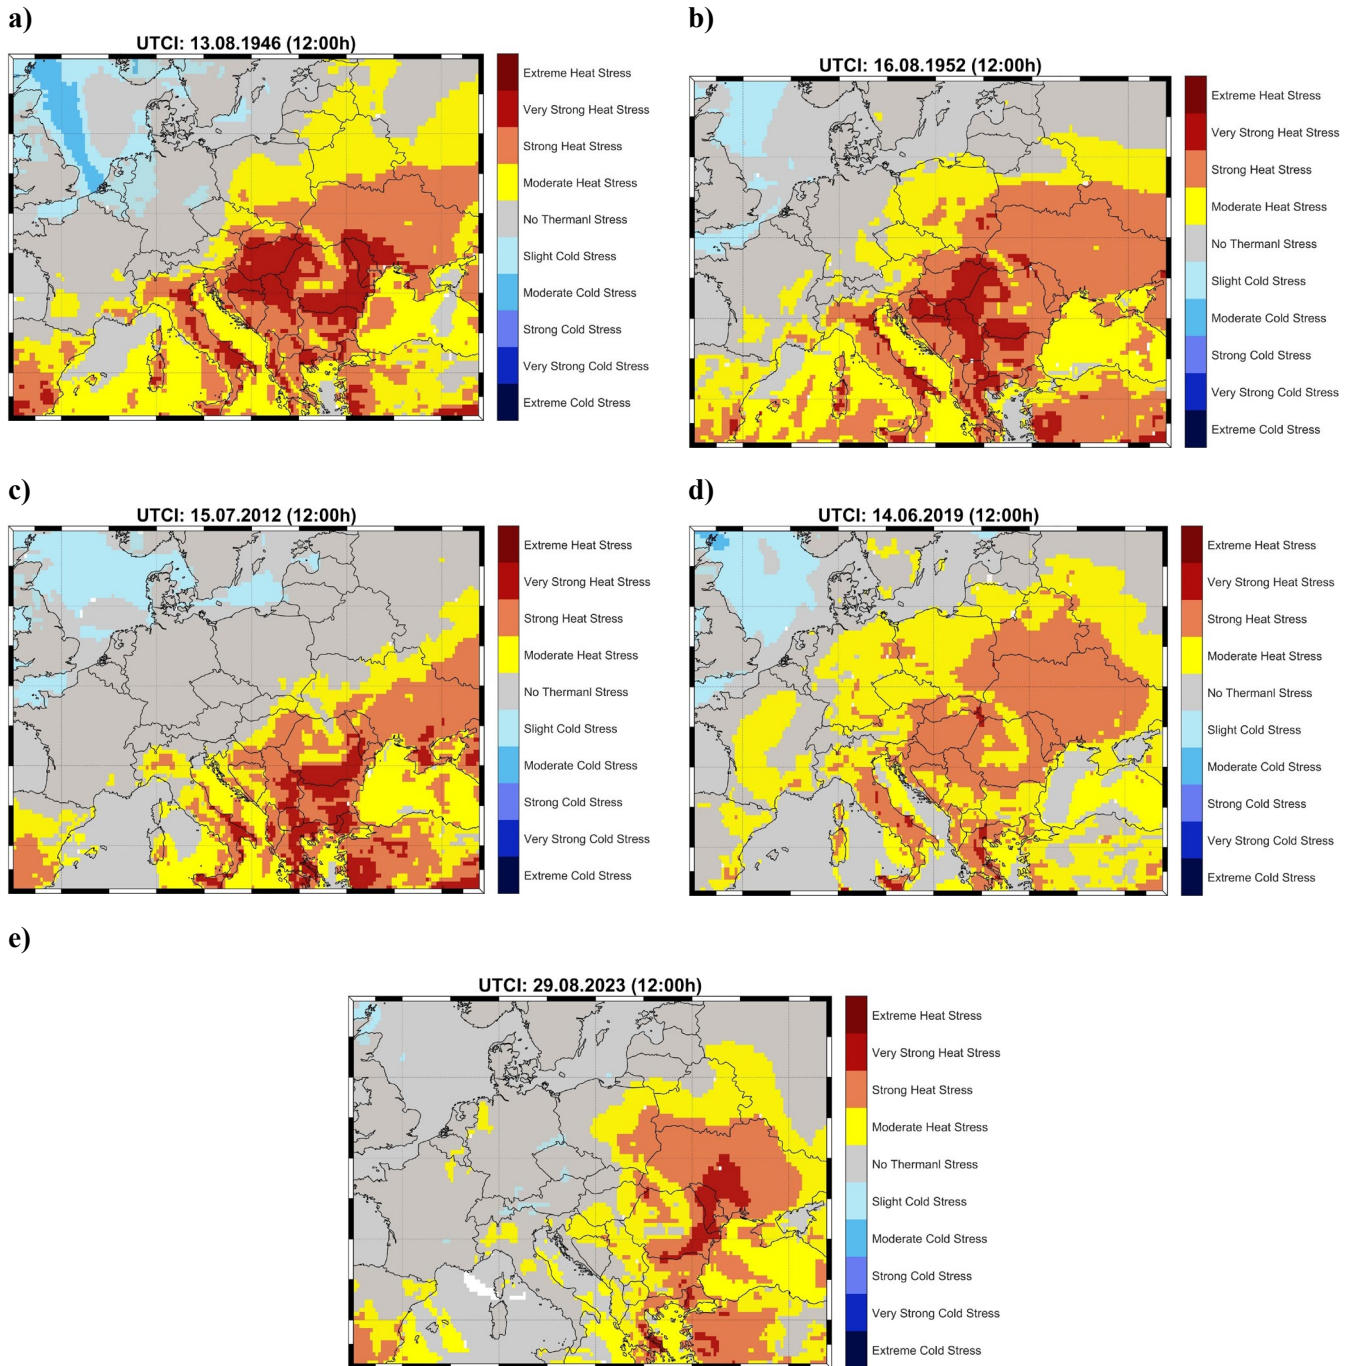 a)
UTCI: 13.08.1946 (12:00h)
Extreme Heat Stress
Very Strong Heat Stress
Strong Heat Stress
Moderate Heat Stress
No Thermanl Stress
Slight Cold Stress
Moderate Cold Stress
Strong Cold Stress
Very Strong Cold Stress
Extreme Cold Stress
b)
UTCI: 16.08.1952 (12:00h)
Extreme Heat Stress
Very Strong Heat Stress
Strong Heat Stress
Moderate Heat Stress
No Thermanl Stress
Slight Cold Stress
Moderate Cold Stress
Strong Cold Stress
Very Strong Cold Stress
Extreme Cold Stress
c)
UTCI: 15.07.2012 (12:00h)
Extreme Heat Stress
Very Strong Heat Stress
Strong Heat Stress
Moderate Heat Stress
No Thermanl Stress
Slight Cold Stress
Moderate Cold Stress
Strong Cold Stress
Very Strong Cold Stress
Extreme Cold Stress
d)
UTCI: 14.06.2019 (12:00h)
Extreme Heat Stress
Very Strong Heat Stress
Strong Heat Stress
Moderate Heat Stress
No Thermanl Stress
Slight Cold Stress
Moderate Cold Stress
Strong Cold Stress
Very Strong Cold Stress
Extreme Cold Stress
e)
UTCI: 29.08.2023 (12:00h)
Extreme Heat Stress
Very Strong Heat Stress
Strong Heat Stress
Moderate Heat Stress
No Thermanl Stress
Slight Cold Stress
Moderate Cold Stress
Strong Cold Stress
Very Strong Cold Stress
Extreme Cold Stress